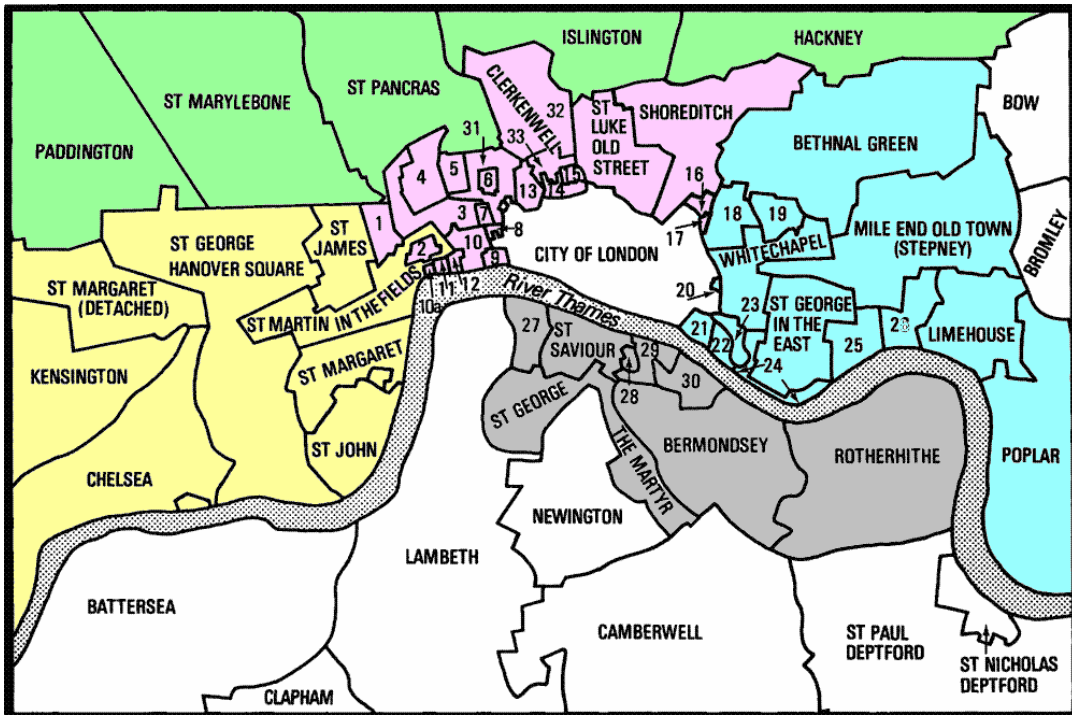 ISLINGTON
HACKNEY
ST MARYLEBONE
ST PANCRAS
CLERKENWELL
32
ST
LUKE
OLD
STREET
SHOREDITCH
BOW
PADDINGTON
31
33
BETHNAL GREEN
4
5
6
13
14
15
16
17
18
19
1
3
7
8
2
10
9
10a
11
12
ST
JAMES
ST GEORGE
HANOVER SQUARE
CITY OF LONDON
WHITECHAPEL
MILE END OLD TOWN
(STEPNEY)
BROMLEY
ST MARGARET
(DETACHED)
ST MARTIN IN THE FIELDS
River Thames
20
21
22
23
24
ST GEORGE
IN THE
EAST
25
26
LIMEHOUSE
KENSINGTON
ST MARGARET
27
ST
SAVIOUR
29
28
30
ST GEORGE
THE MARTYR
ST JOHN
CHELSEA
BERMONDSEY
ROTHERHITHE
POPLAR
NEWINGTON
LAMBETH
BATTERSEA
CAMBERWELL
ST PAUL
DEPTFORD
ST NICHOLAS
DEPTFORD
CLAPHAM